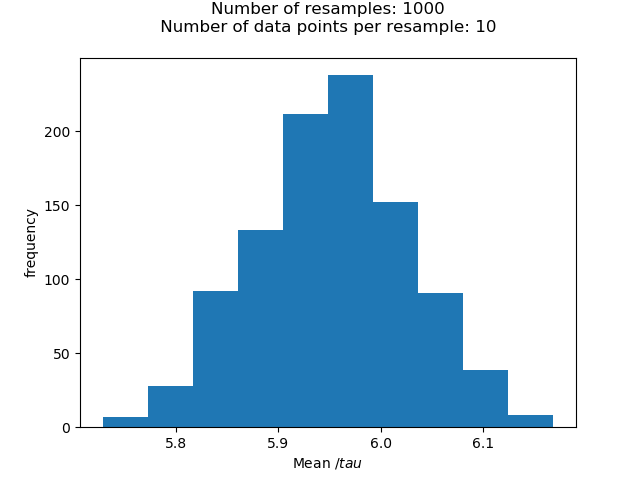 Number of resamples: 1000
Number of data points per resample: 10
200
150
100
50
0
frequency
5.8 5.9 6.0 6.1
Mean /tau